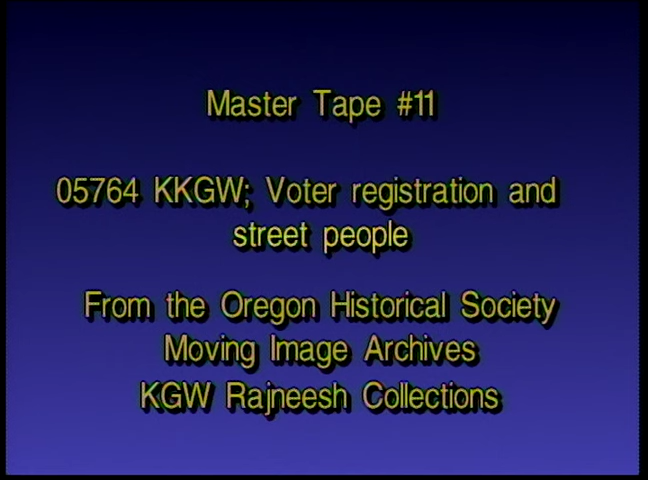 Master Tape #11
05764 KKGW; Voter registration and
street people
From the Oregon Historical Society
Moving Image Archives
KGW Rajneesh Collections